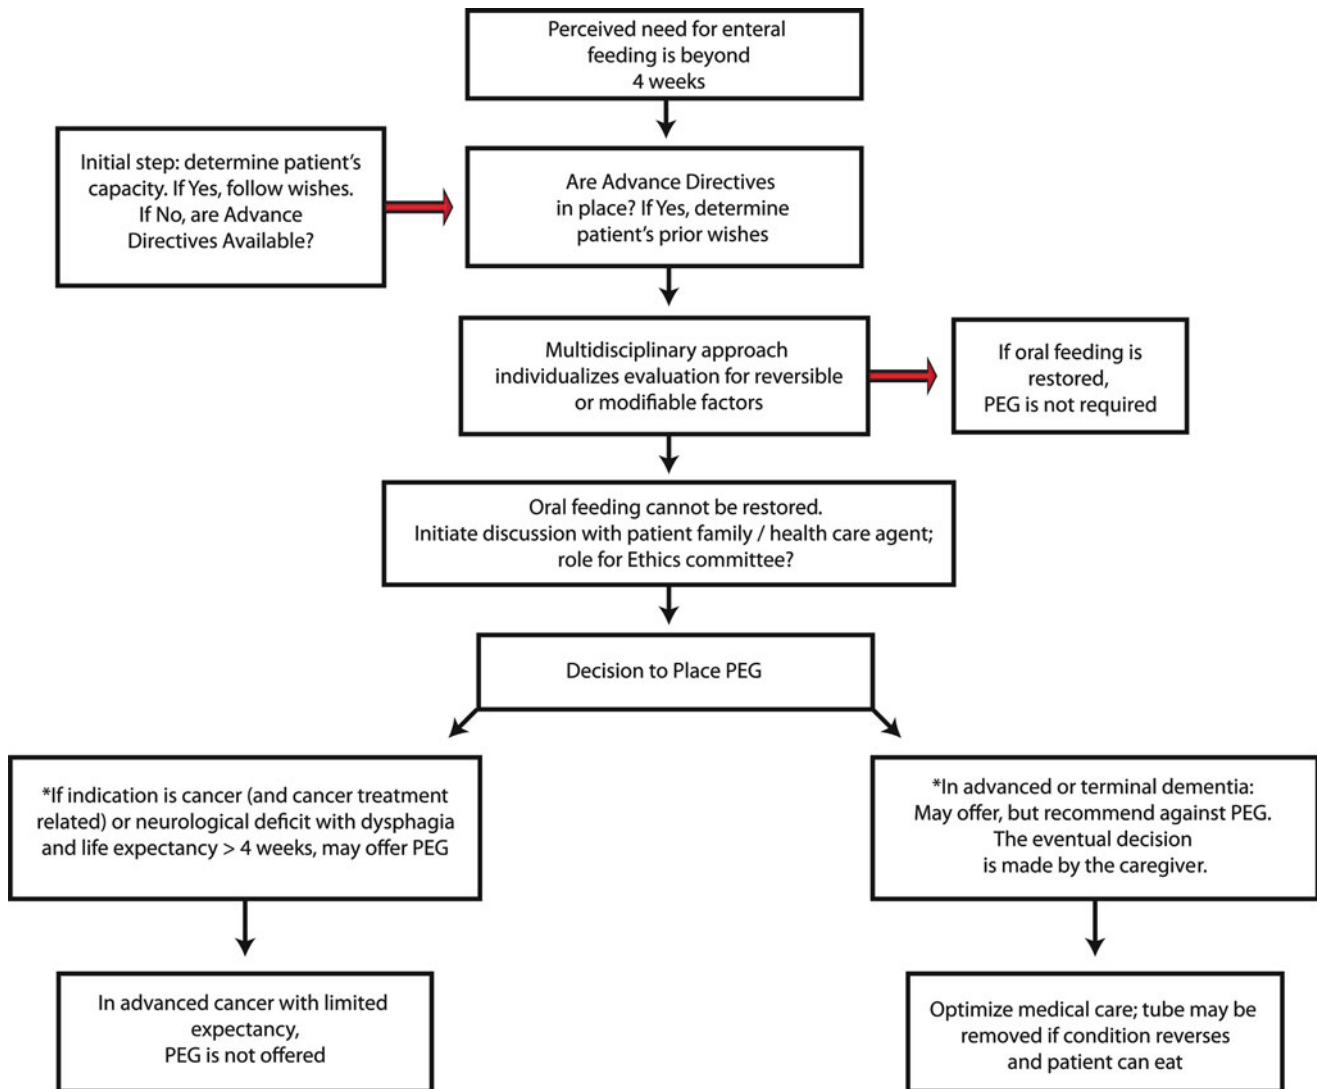 Perceived need for enteral
feeding is beyond
4 weeks
Initial step: determine patient's
capacity. If Yes, follow wishes.
If No, are Advance
Directives Available?
Are Advance Directives
in place? If Yes, determine
patient's prior wishes
Multidisciplinary approach
individualizes evaluation for reversible
or modifiable factors
If oral feeding is
restored,
PEG is not required
Oral feeding cannot be restored.
Initiate discussion with patient family / health care agent;
role for Ethics committee?
Decision to Place PEG
*If indication is cancer (and cancer treatment
related) or neurological deficit with dysphagia
and life expectancy > 4 weeks, may offer PEG
*In advanced or terminal dementia:
May offer, but recommend against PEG.
The eventual decision
is made by the caregiver.
In advanced cancer with limited
expectancy,
PEG is not offered
Optimize medical care; tube may be
removed if condition reverses
and patient can eat